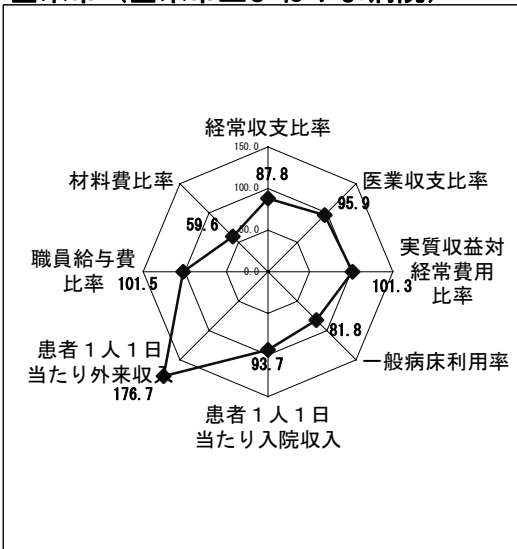 経常収支比率
150.0
87.8
材料費比率
医業収支比率
100.0
59.6
95.9
50.0
職員給与費
比率
101.5
0.0
実質収益対
経常費用
比率
101.3
81.8
患者１人１日
当たり外来収入
176.7
93.7
一般病床利用率
患者１人１日
当たり入院収入